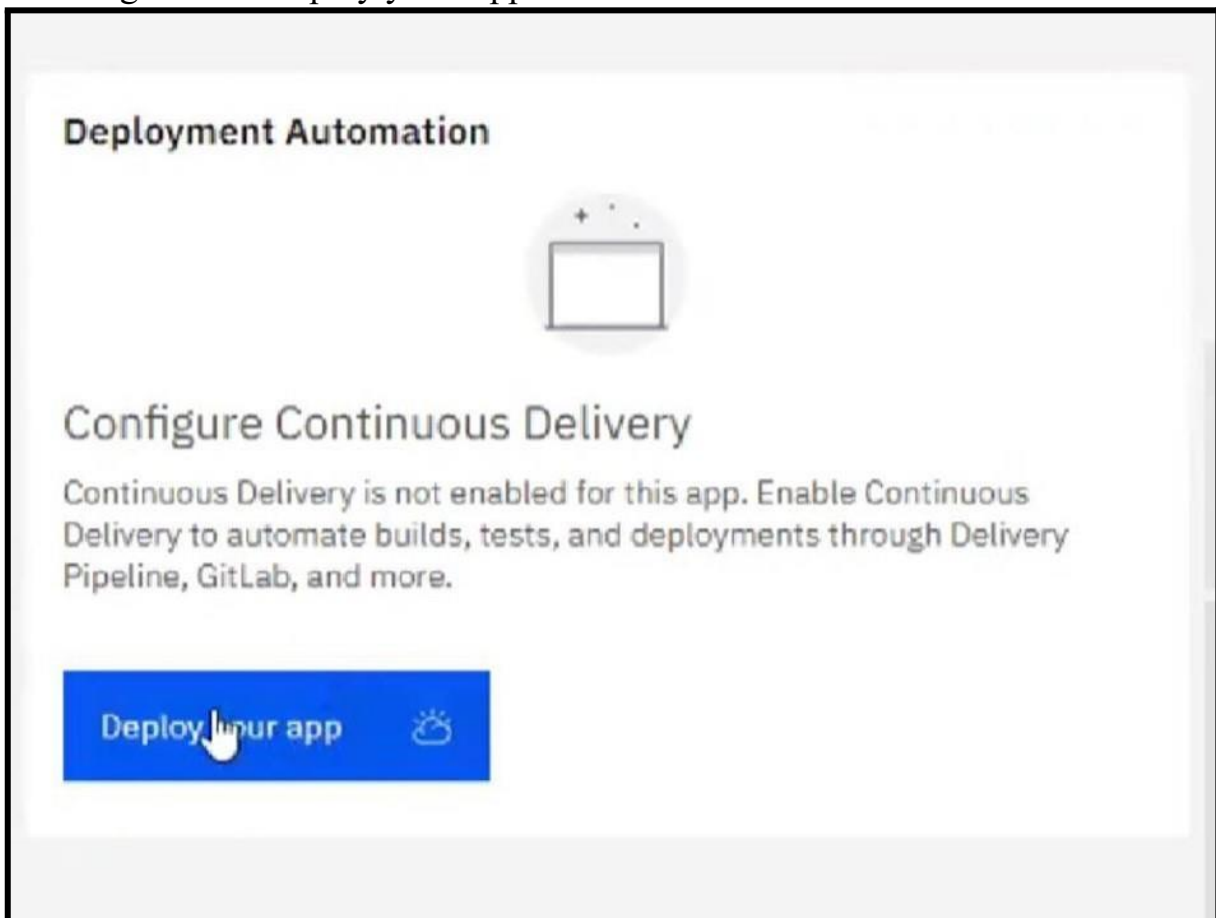 Deployment Automation
Configure Continuous Delivery
Continuous Delivery is not enabled for this app. Enable Continuous
Delivery to automate builds, tests, and deployments through Delivery
Pipeline, GitLab, and more.
Deploy your app